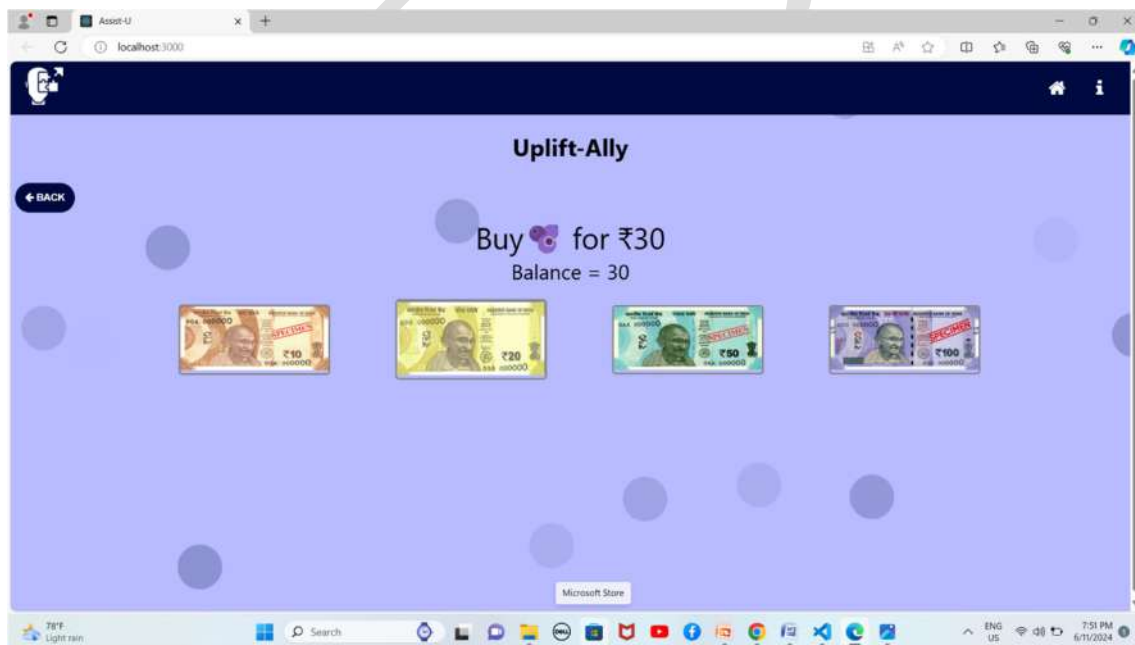 Assist-U
localhost:3000
Uplift-Ally
BACK
Buy for ₹30
Balance = 30
SPECIMEN
₹10
₹20
SPECIMEN
₹50
SPECIMEN
₹100
Microsoft Store
78°F
Light rain
Search
DELL
ENG
US
7:51 PM
6/11/2024